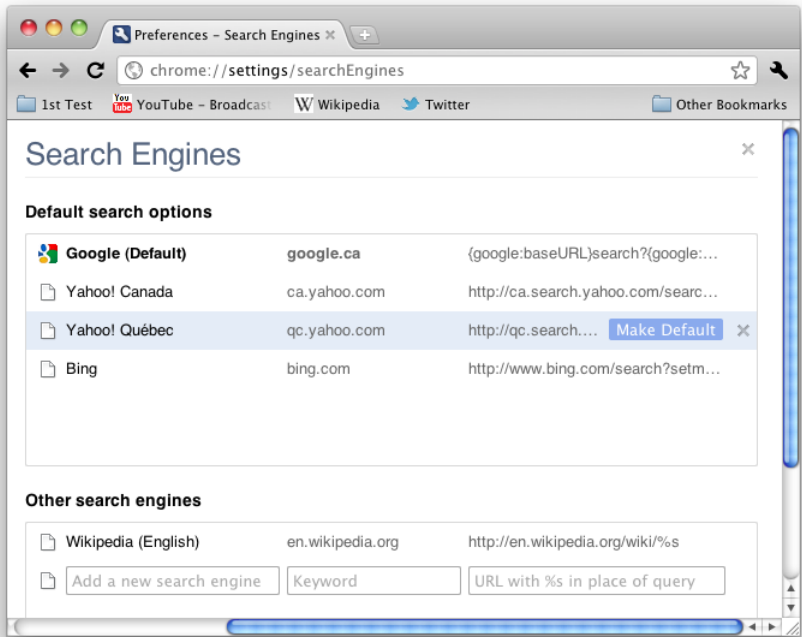 Preferences – Search Engines
chrome://settings/searchEngines
1st Test You Tube YouTube – Broadcast W Wikipedia Twitter Other Bookmarks
Search Engines
Default search options
Google (Default) google.ca {google:baseURL}search?{google:...
Yahoo! Canada ca.yahoo.com http://ca.search.yahoo.com/searc...
Yahoo! Québec qc.yahoo.com http://qc.search.... Make Default
Bing bing.com http://www.bing.com/search?setm...
Other search engines
Wikipedia (English) en.wikipedia.org http://en.wikipedia.org/wiki/%s
Add a new search engine Keyword URL with %s in place of query